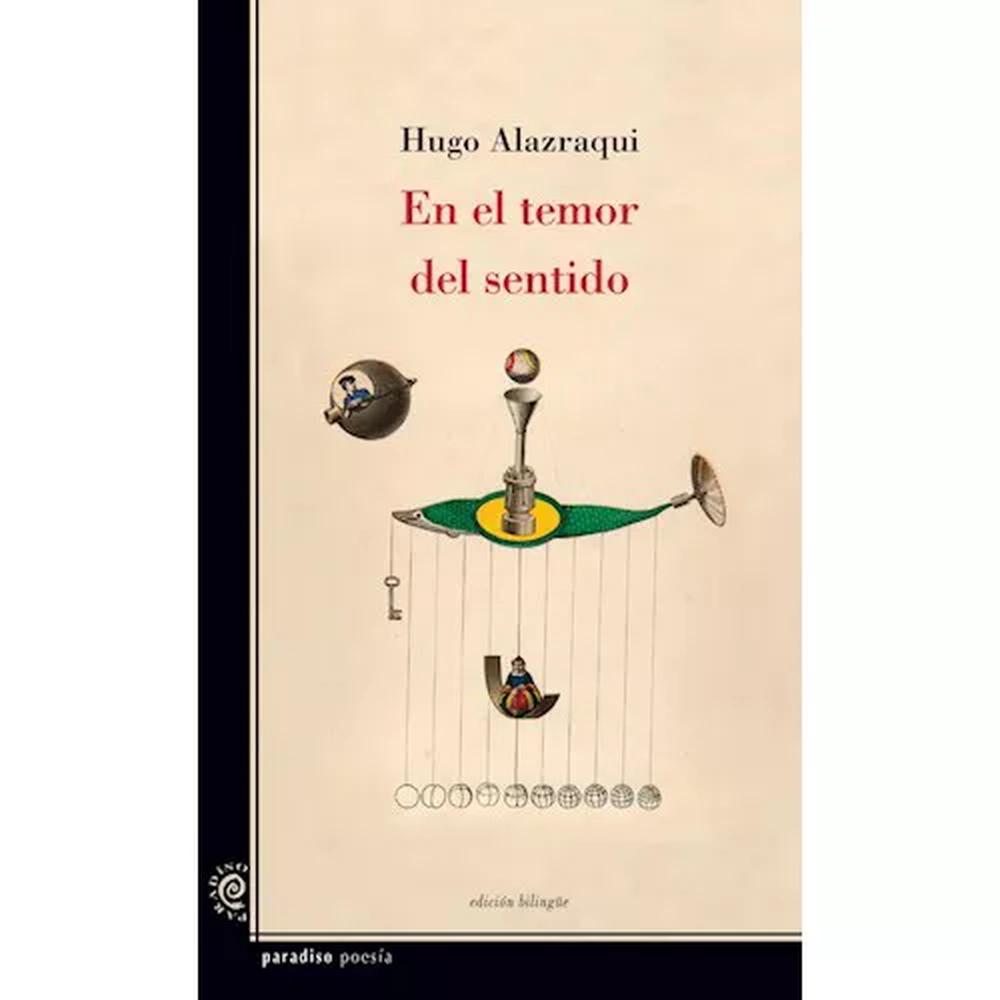 Hugo Alazraqui
En el temor
del sentido
edición bilingüe
PARADISO
paradiso poesía